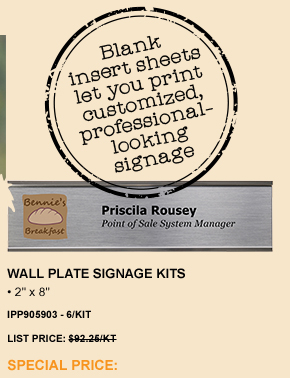 Blank
insert sheets
let you print
customized,
professional-
looking
signage
Bennie's
Breakfast
Priscila Rousey
Point of Sale System Manager
WALL PLATE SIGNAGE KITS
• 2" x 8"
IPP905903 - 6/KIT
LIST PRICE: $92.25/KT
SPECIAL PRICE: